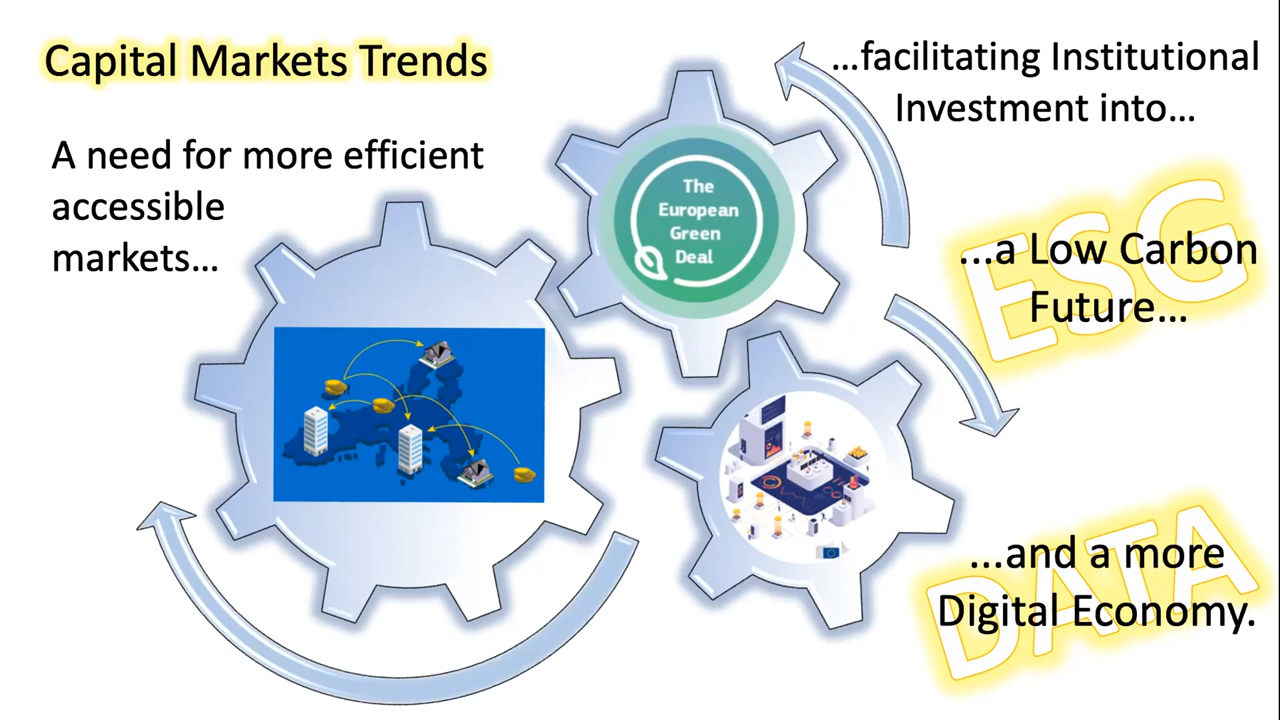 Capital Markets Trends
A need for more efficient
accessible
markets...
The
European
Green
Deal
...facilitating Institutional
Investment into...
ESG
...a Low Carbon
Future...
DATA
...and a more
Digital Economy.